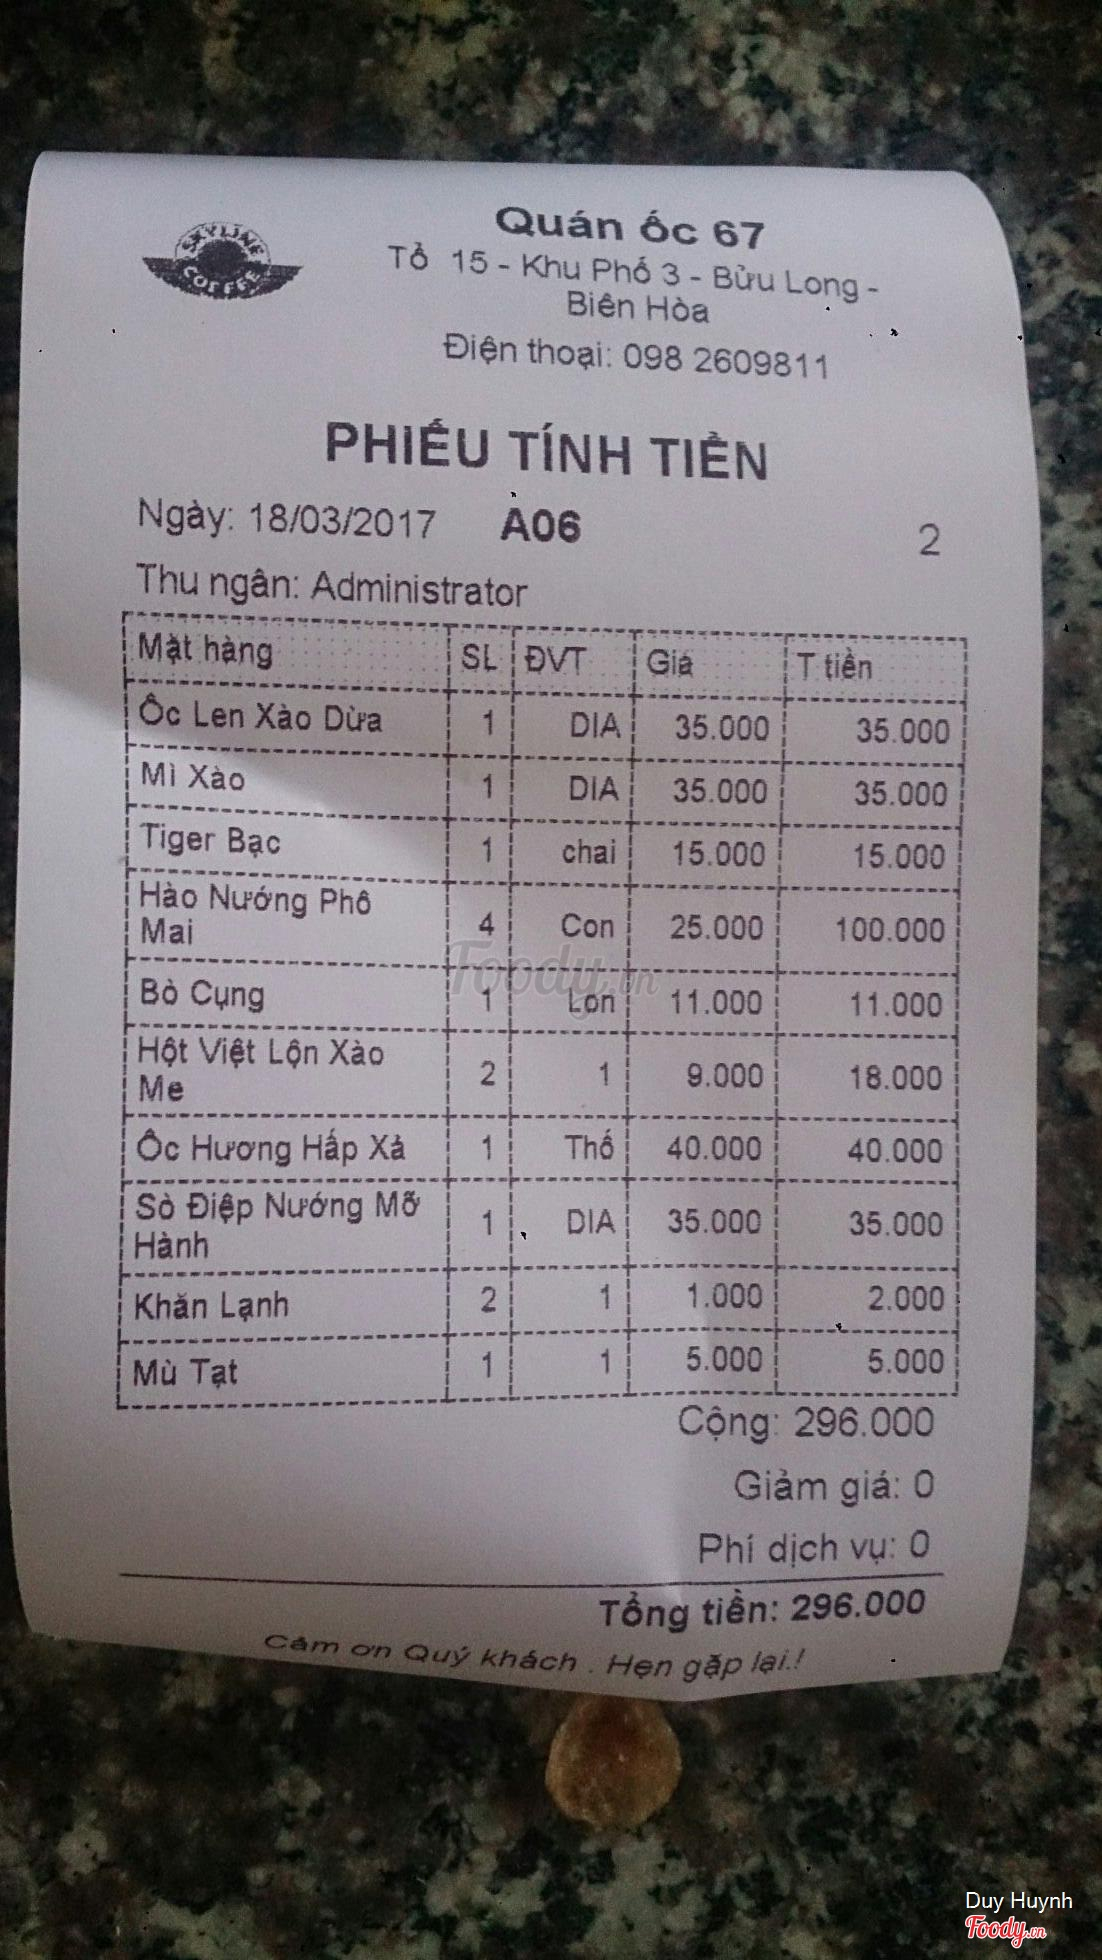 SKYLINE
COFFEE
Quán ốc 67
Tổ 15 - Khu Phố 3 - Bửu Long -
Biên Hòa
Điện thoại: 098 2609811
PHIẾU TÍNH TIỀN
Ngày: 18/03/2017 A06 2
Thu ngân: Administrator
Mặt hàng SL ĐVT Giá T tiền
Ốc Len Xào Dừa 1 DIA 35.000 35.000
Mì Xào 1 DIA 35.000 35.000
Tiger Bạc 1 chai 15.000 15.000
Hào Nướng Phô
Mai 4 Con 25.000 100.000
Bò Cụng 1 Lon 11.000 11.000
Hột Việt Lộn Xào
Me 2 1 9.000 18.000
Ốc Hương Hấp Xả 1 Thố 40.000 40.000
Sò Điệp Nướng Mỡ
Hành 1 DIA 35.000 35.000
Khăn Lạnh 2 1 1.000 2.000
Mù Tạt 1 1 5.000 5.000
Cộng: 296.000
Giảm giá: 0
Phí dịch vụ: 0
Tổng tiền: 296.000
Cảm ơn Quý khách . Hẹn gặp lại.!
Foody.vn
Duy Huynh
Foody.vn